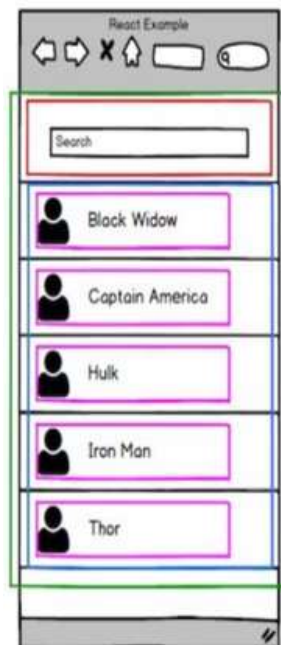 React Example
Search
Black Widow
Captain America
Hulk
Iron Man
Thor